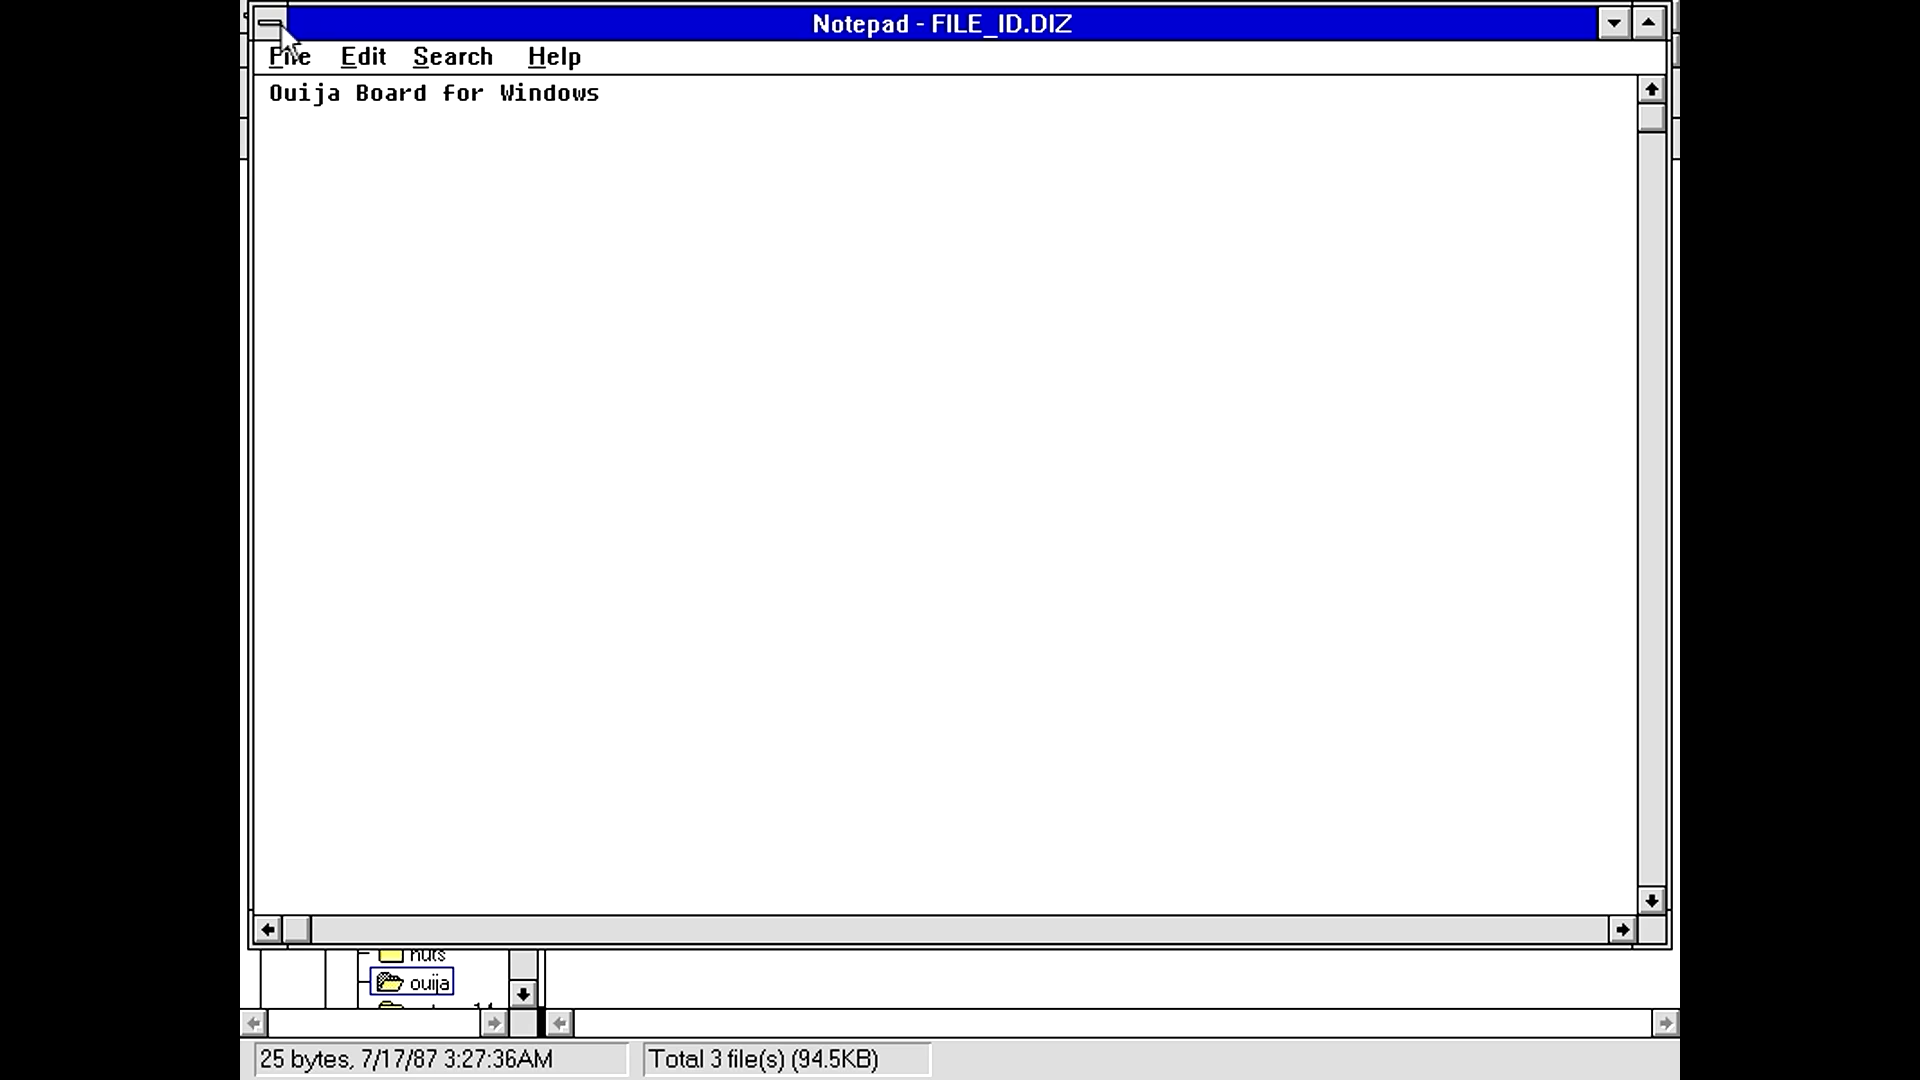 Notepad - FILE_ID.DIZ
File Edit Search Help
Ouija Board for Windows
nuts
ouija
25 bytes, 7/17/87 3:27:36AM
Total 3 file(s) (94.5KB)